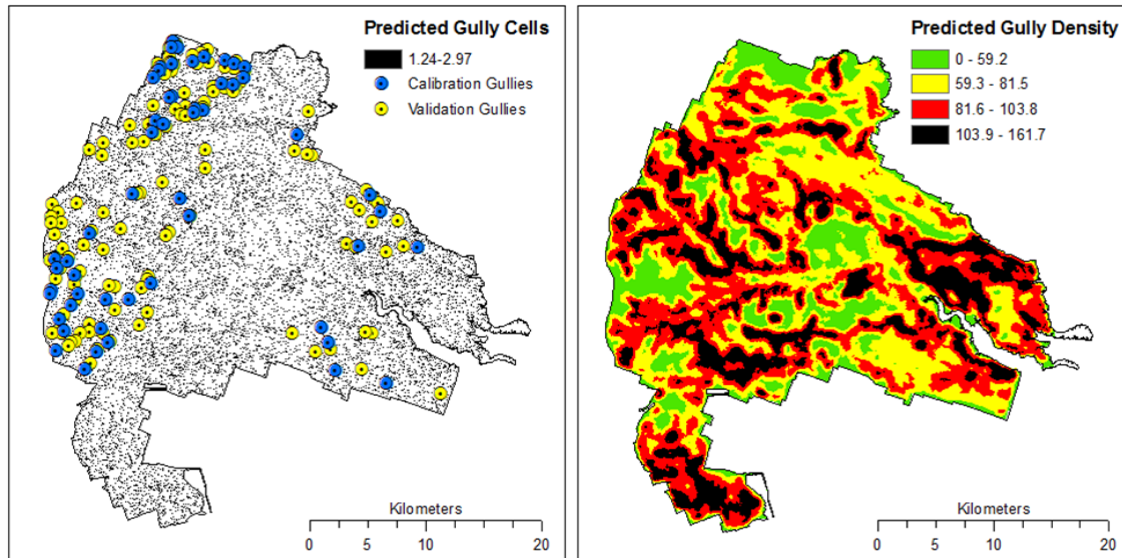 Predicted Gully Cells
1.24-2.97
Calibration Gullies
Validation Gullies
Kilometers
0 5 10 20
Predicted Gully Density
0 - 59.2
59.3 - 81.5
81.6 - 103.8
103.9 - 161.7
Kilometers
0 5 10 20